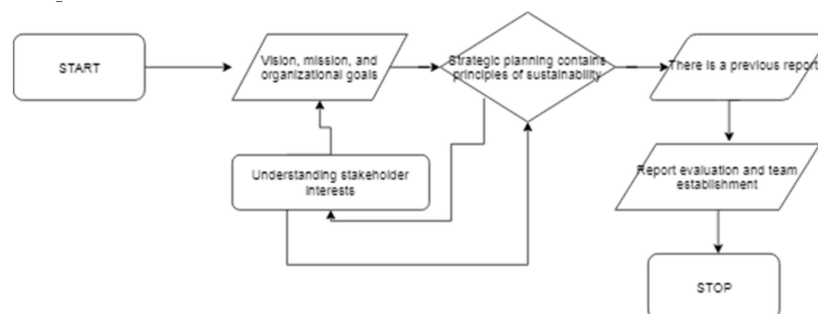 START
Vision, mission, and
organizational goals
Strategic planning contains
principles of sustainability
There is a previous report
Understanding stakeholder
interests
Report evaluation and team
establishment
STOP